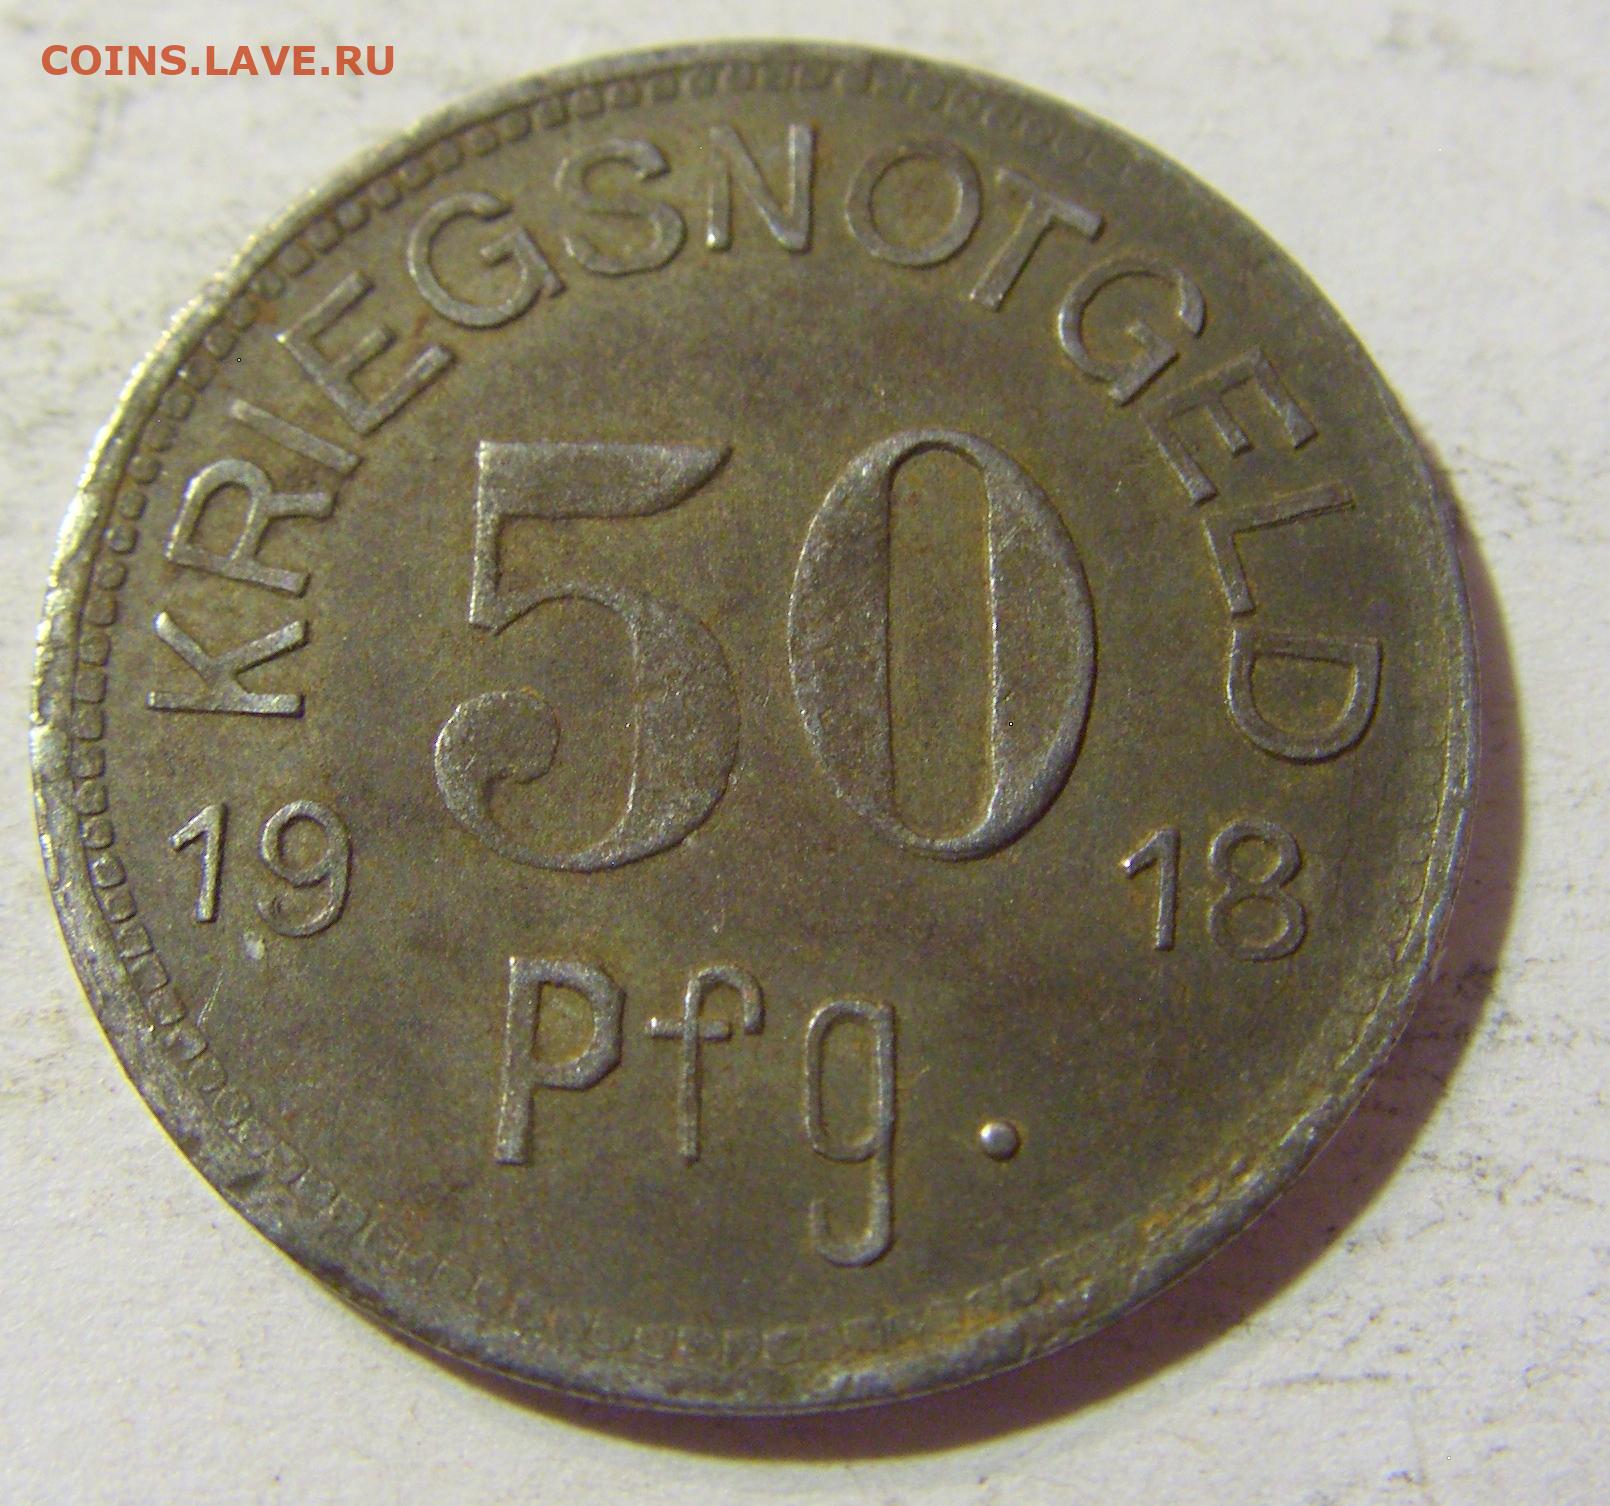 COINS.LAVE.RU
KRIEGSNOTGELD
50
19 18
Pfg.